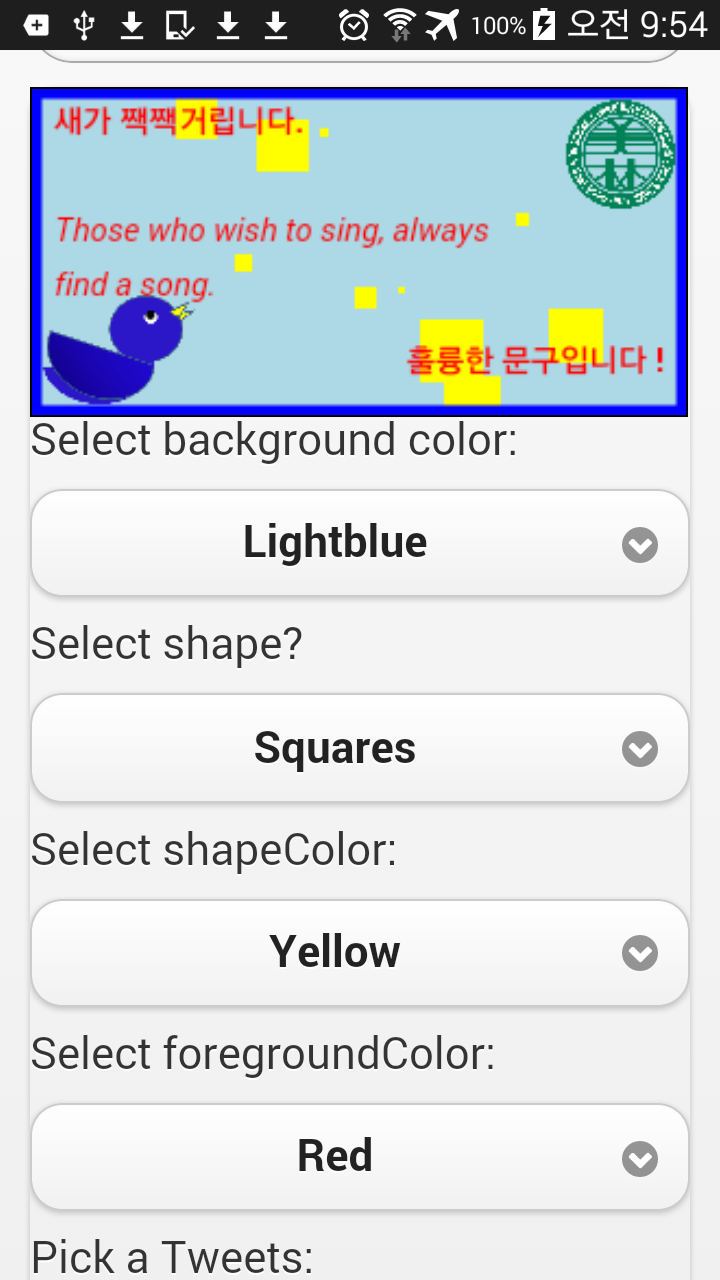 100% 오전 9:54
새가 짹짹거립니다.
Those who wish to sing, always
find a song.
훌륭한 문구입니다 !
Select background color:
Lightblue
Select shape?
Squares
Select shapeColor:
Yellow
Select foregroundColor:
Red
Pick a Tweets: